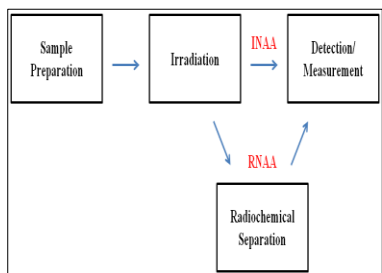 Sample
Preparation
Irradiation
INAA
Detection/
Measurement
RNAA
Radiochemical
Separation